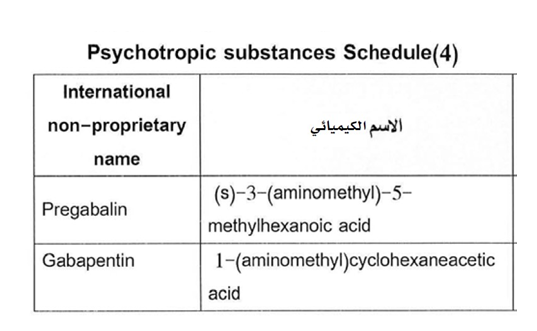 Psychotropic substances Schedule(4)
International
non-proprietary
name
الاسم الكيميائي
Pregabalin
(s)-3-(aminomethyl)-5-
methylhexanoic acid
Gabapentin
1-(aminomethyl)cyclohexaneacetic
acid